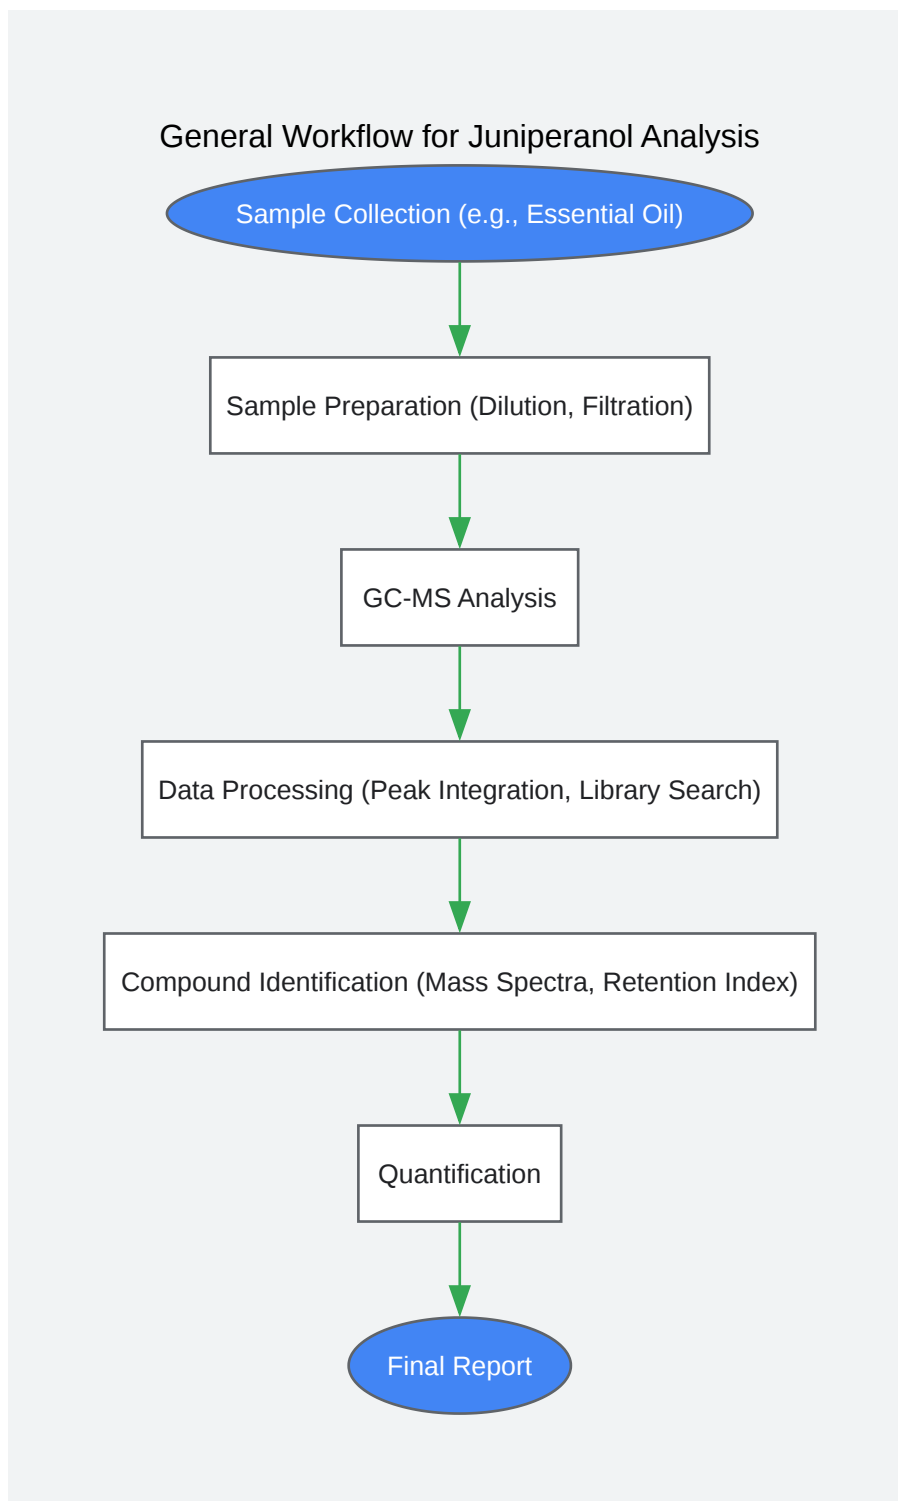 General Workflow for Juniperanol Analysis
Sample Collection (e.g., Essential Oil)
Sample Preparation (Dilution, Filtration)
GC-MS Analysis
Data Processing (Peak Integration, Library Search)
Compound Identification (Mass Spectra, Retention Index)
Quantification
Final Report